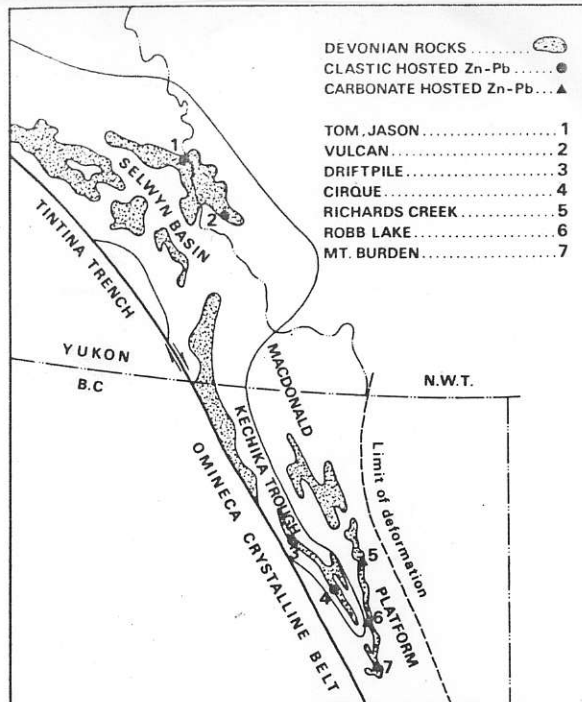 DEVONIAN ROCKS
CLASTIC HOSTED Zn-Pb
CARBONATE HOSTED Zn-Pb
TOM, JASON 1
VULCAN 2
DRIFTPILE 3
CIRQUE 4
RICHARDS CREEK 5
ROBB LAKE 6
MT. BURDEN 7
1
SELWYN BASIN
2
TINTINA TRENCH
YUKON
B.C
N.W.T.
MACDONALD
KECHIKA TROUGH
Limit of deformation
OMINECA CRYSTALLINE BELT
3
5
4
PLATFORM
6
7